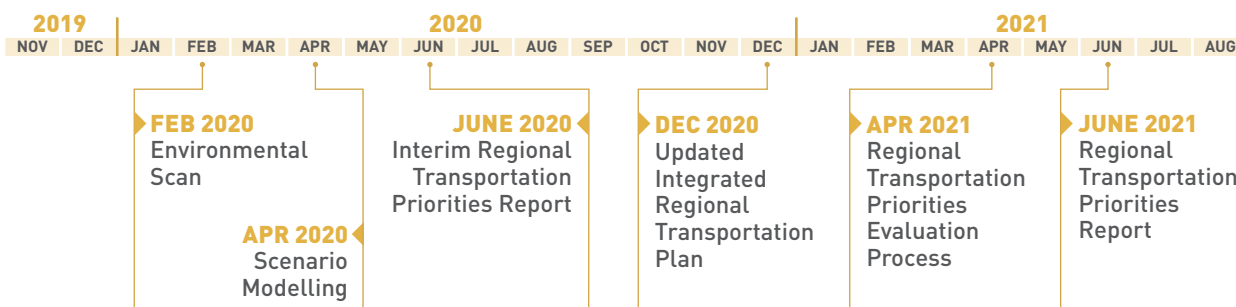 2019 2020 2021
NOV DEC JAN FEB MAR APR MAY JUN JUL AUG SEP OCT NOV DEC JAN FEB MAR APR MAY JUN JUL AUG
FEB 2020
Environmental
Scan
APR 2020
Scenario
Modelling
JUNE 2020
Interim Regional
Transportation
Priorities Report
DEC 2020
Updated
Integrated
Regional
Transportation
Plan
APR 2021
Regional
Transportation
Priorities
Evaluation
Process
JUNE 2021
Regional
Transportation
Priorities
Report